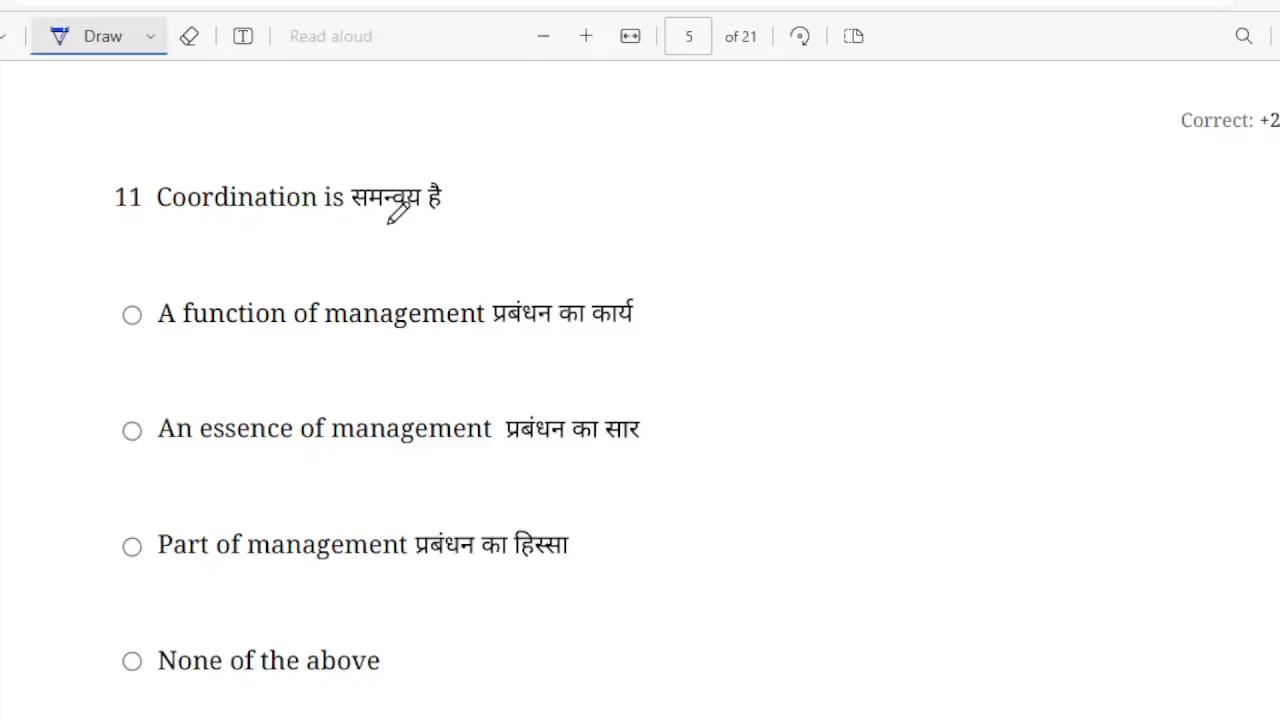 Draw
Read aloud
5 of 21
Correct: +2
11 Coordination is समन्वय है
A function of management प्रबंधन का कार्य
An essence of management प्रबंधन का सार
Part of management प्रबंधन का हिस्सा
None of the above